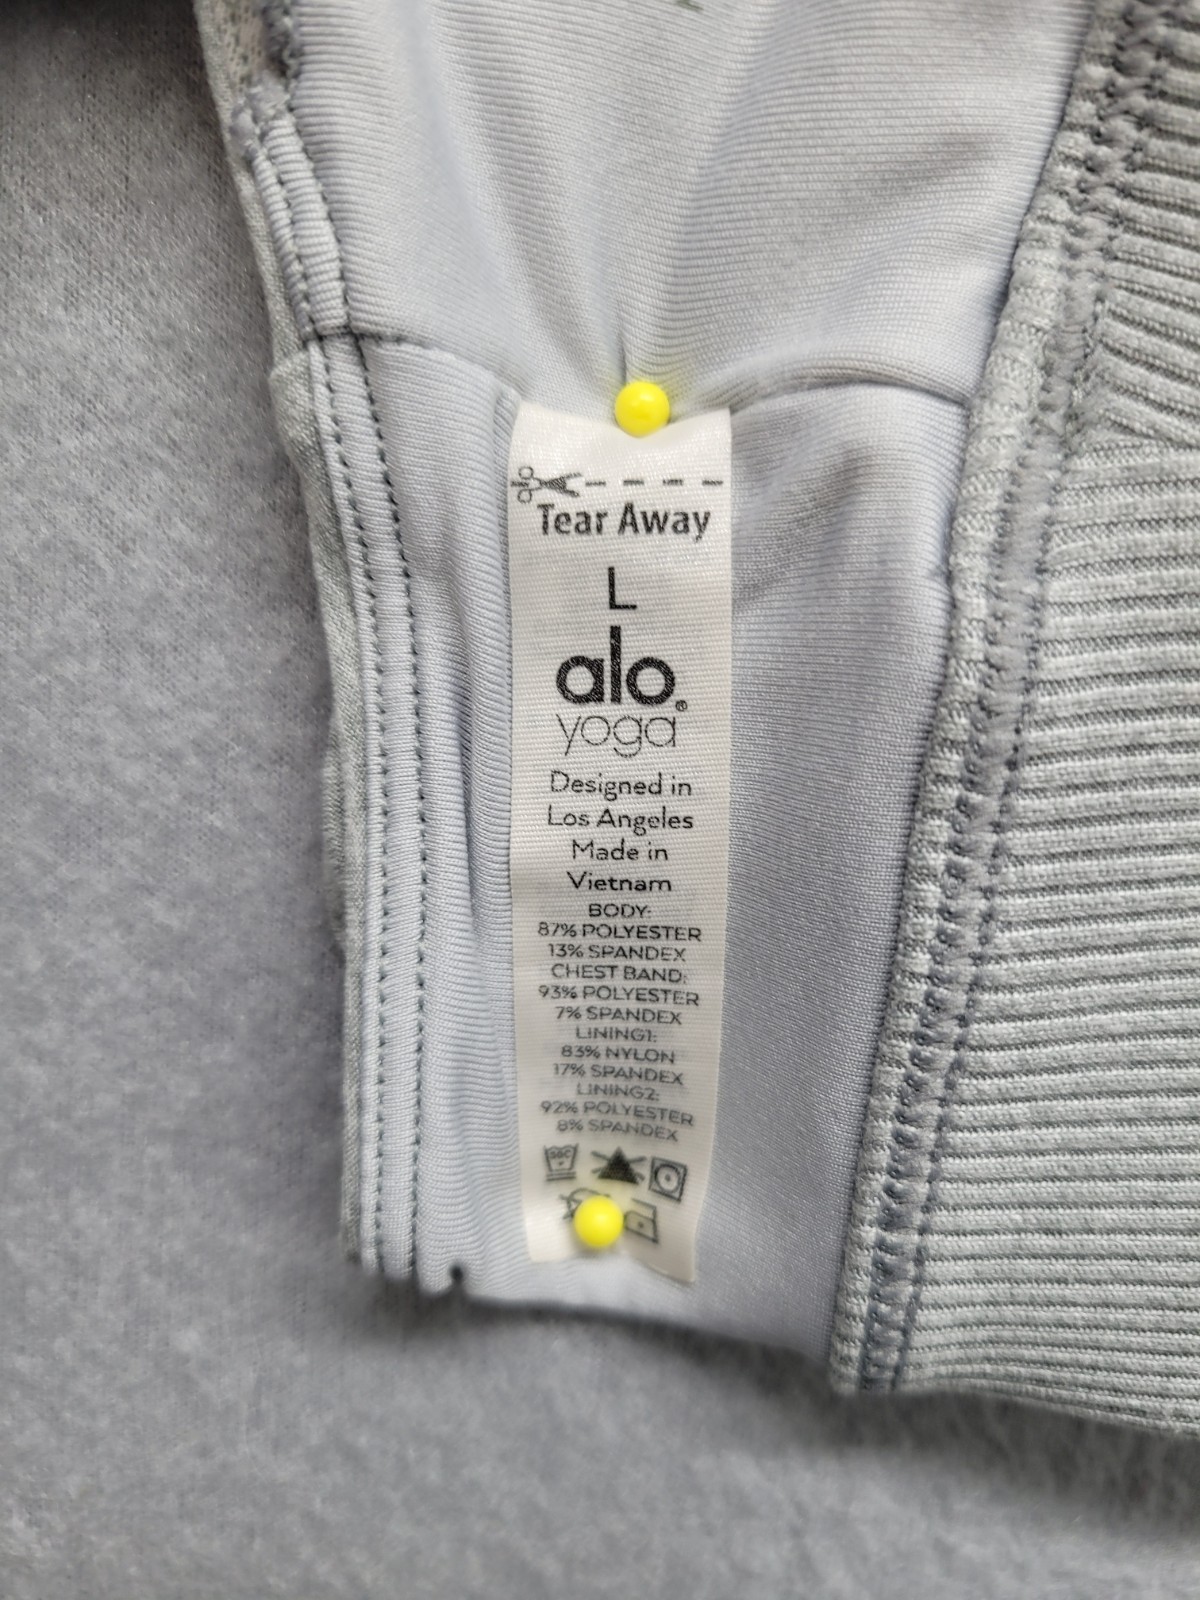 Tear Away
L
alo®
yoga
Designed in
Los Angeles
Made in
Vietnam
BODY:
87% POLYESTER
13% SPANDEX
CHEST BAND:
93% POLYESTER
7% SPANDEX
LINING1:
83% NYLON
17% SPANDEX
LINING2:
92% POLYESTER
8% SPANDEX